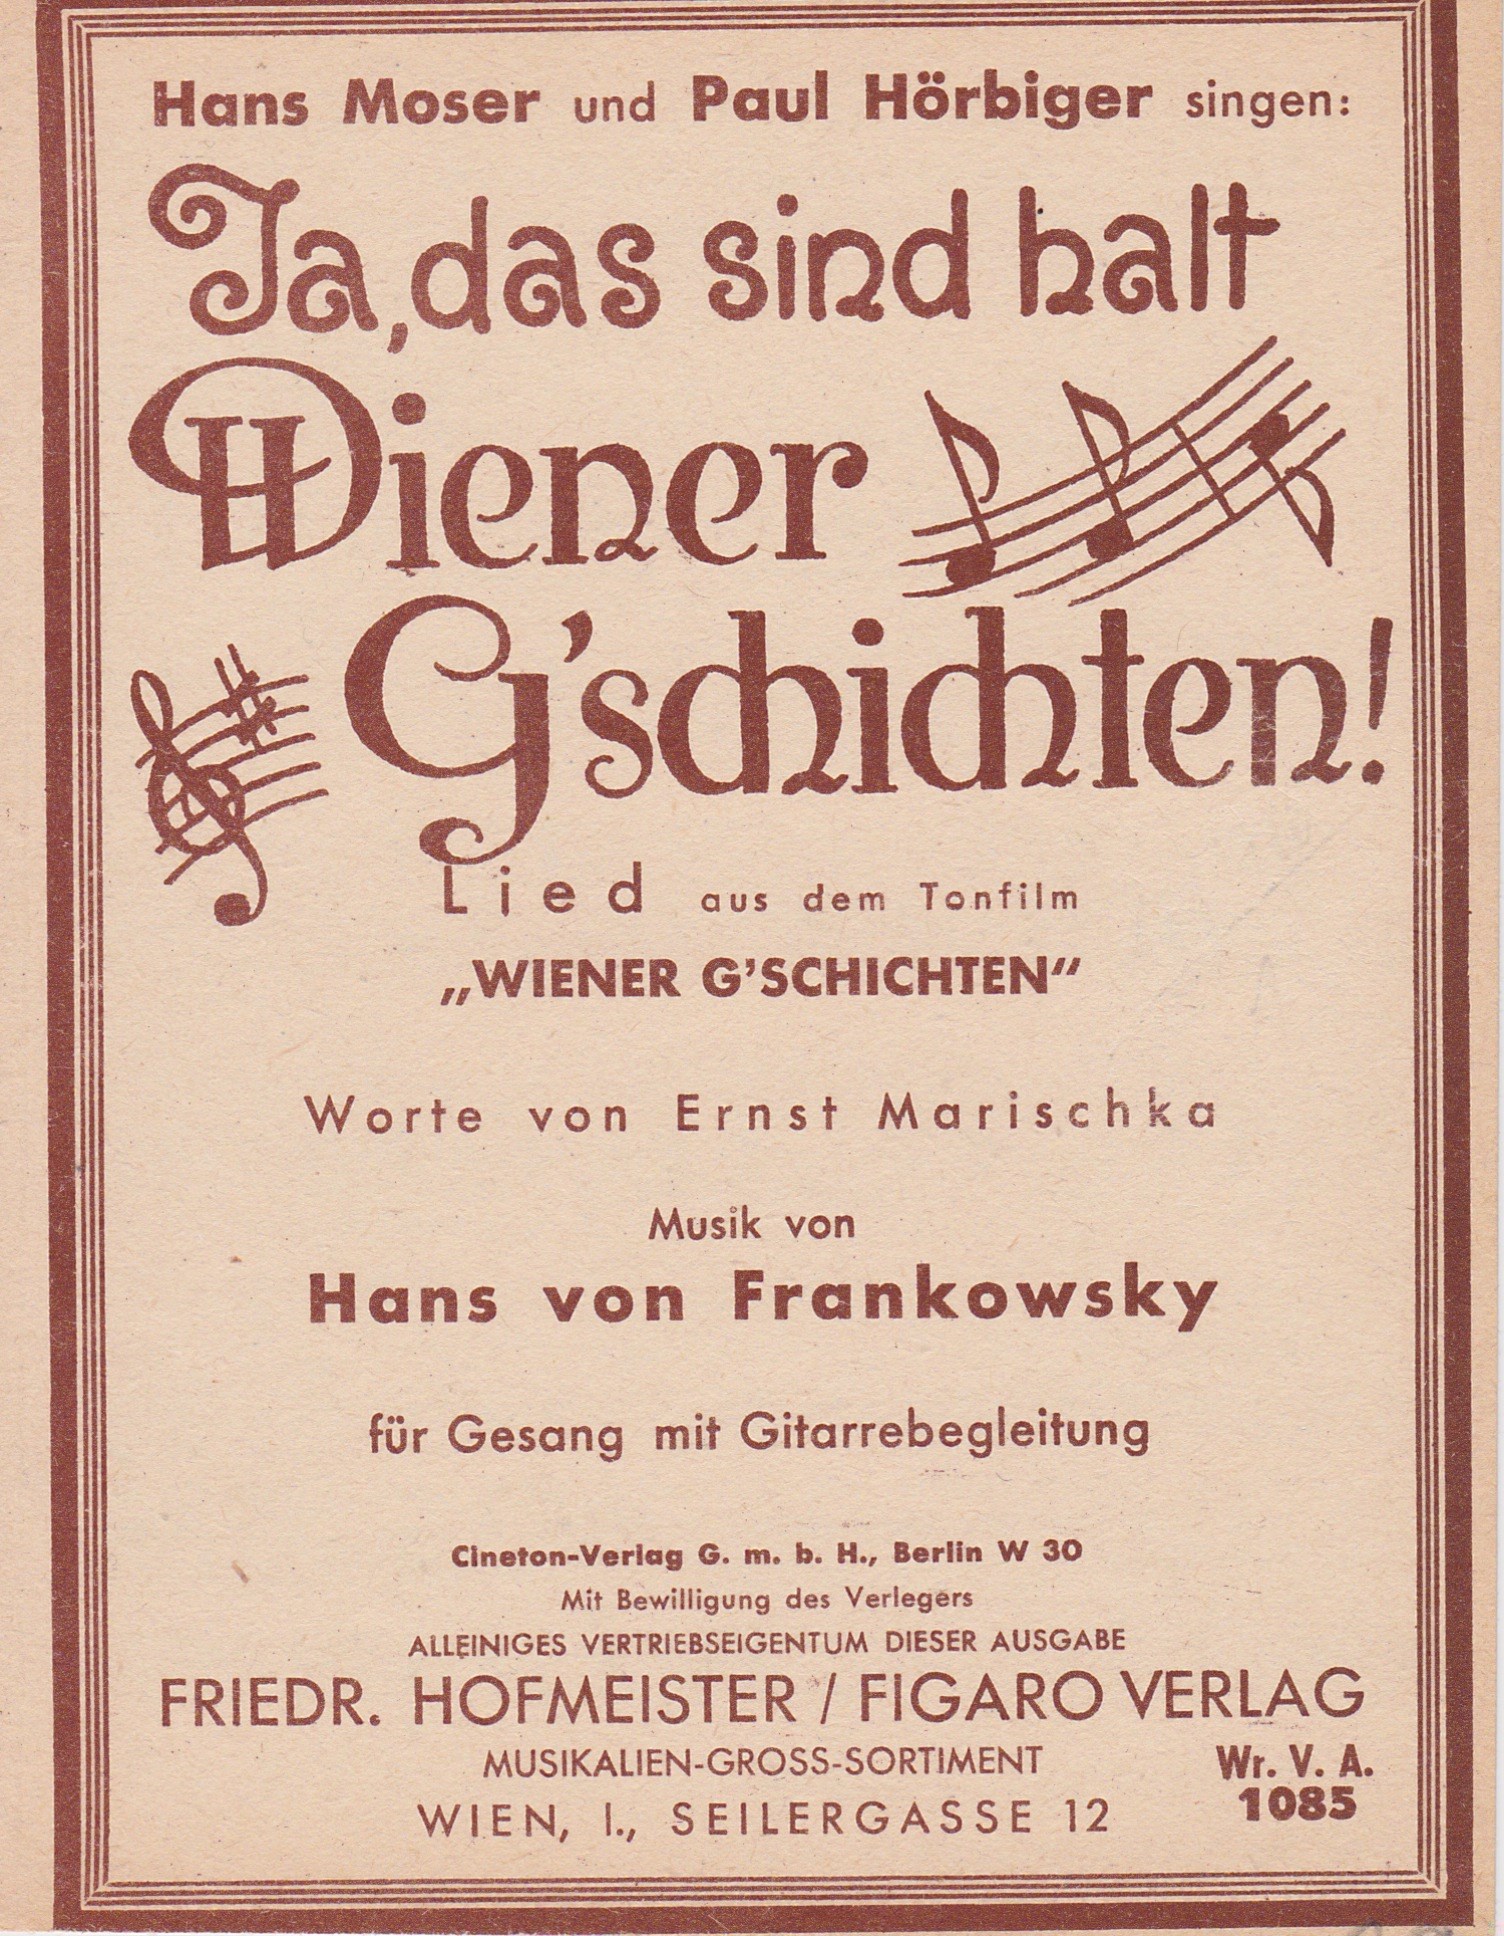 Hans Moser und Paul Hörbiger singen:
Ja, das sind halt
Wiener
G'schichten!
Lied aus dem Tonfilm
„WIENER G'SCHICHTEN“
Worte von Ernst Marischka
Musik von
Hans von Frankowsky
für Gesang mit Gitarrebegleitung
Cineton-Verlag G. m. b. H., Berlin W 30
Mit Bewilligung des Verlegers
ALLEINIGES VERTRIEBSEIGENTUM DIESER AUSGABE
FRIEDR. HOFMEISTER / FIGARO VERLAG
MUSIKALIEN-GROSS-SORTIMENT
WIEN, I., SEILERGASSE 12
Wr. V. A.
1085